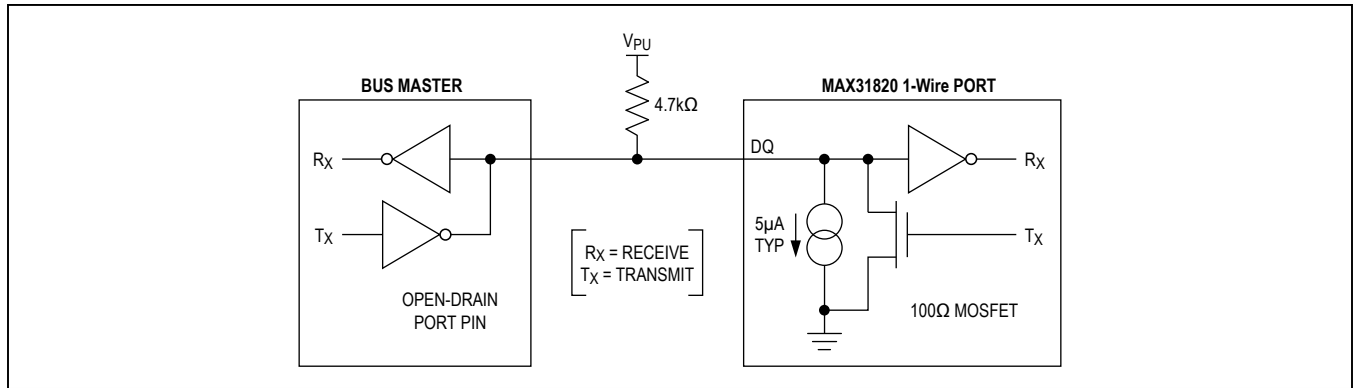 VPU
BUS MASTER
MAX31820 1-Wire PORT
4.7kΩ
RX
DQ
RX
TX
5µA
TYP
TX
RX = RECEIVE
TX = TRANSMIT
OPEN-DRAIN
PORT PIN
100Ω MOSFET